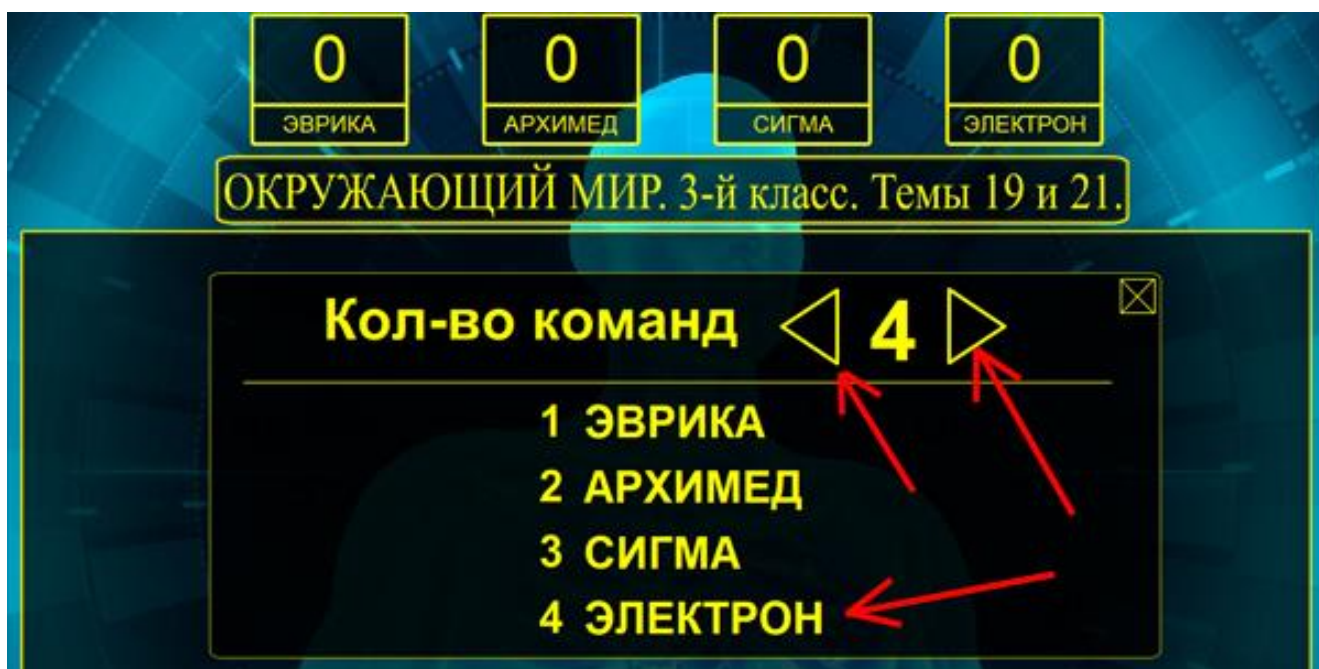 0 0 0 0
ЭВРИКА АРХИМЕД СИГМА ЭЛЕКТРОН
ОКРУЖАЮЩИЙ МИР. 3-й класс. Темы 19 и 21.
Кол-во команд 4
1 ЭВРИКА
2 АРХИМЕД
3 СИГМА
4 ЭЛЕКТРОН